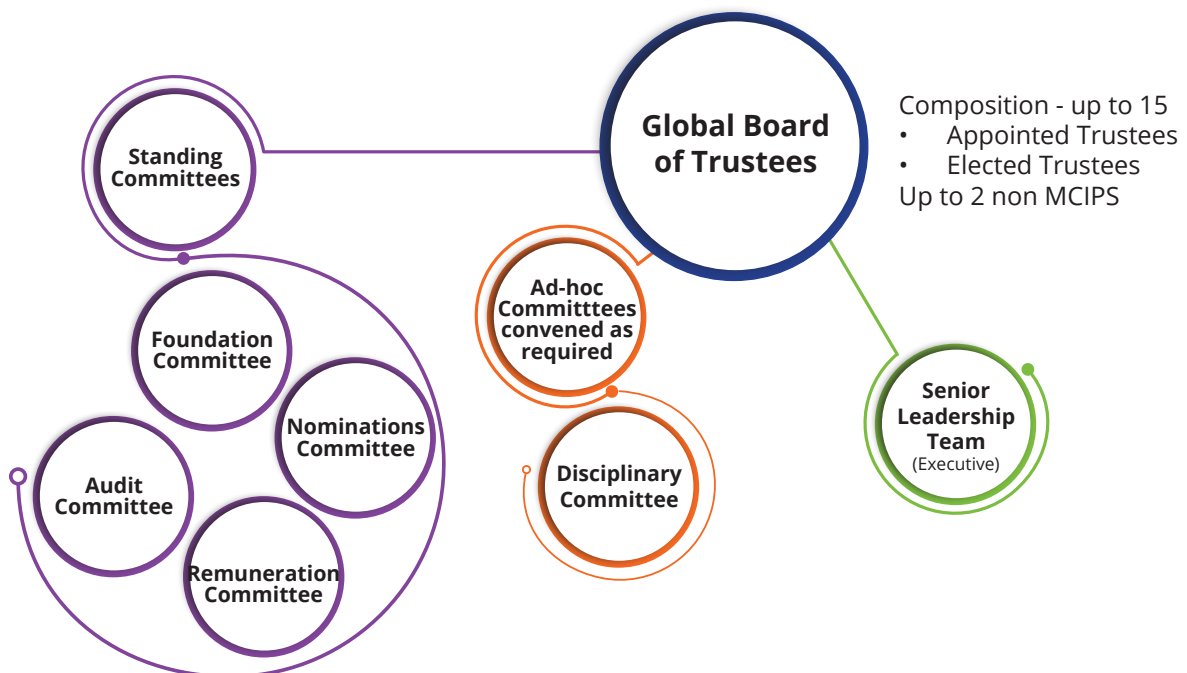 Global Board
of Trustees
Composition - up to 15
• Appointed Trustees
• Elected Trustees
Up to 2 non MCIPS
Standing
Committees
Foundation
Committee
Nominations
Committee
Audit
Committee
Remuneration
Committee
Ad-hoc
Committtees
convened as
required
Disciplinary
Committee
Senior
Leadership
Team
(Executive)